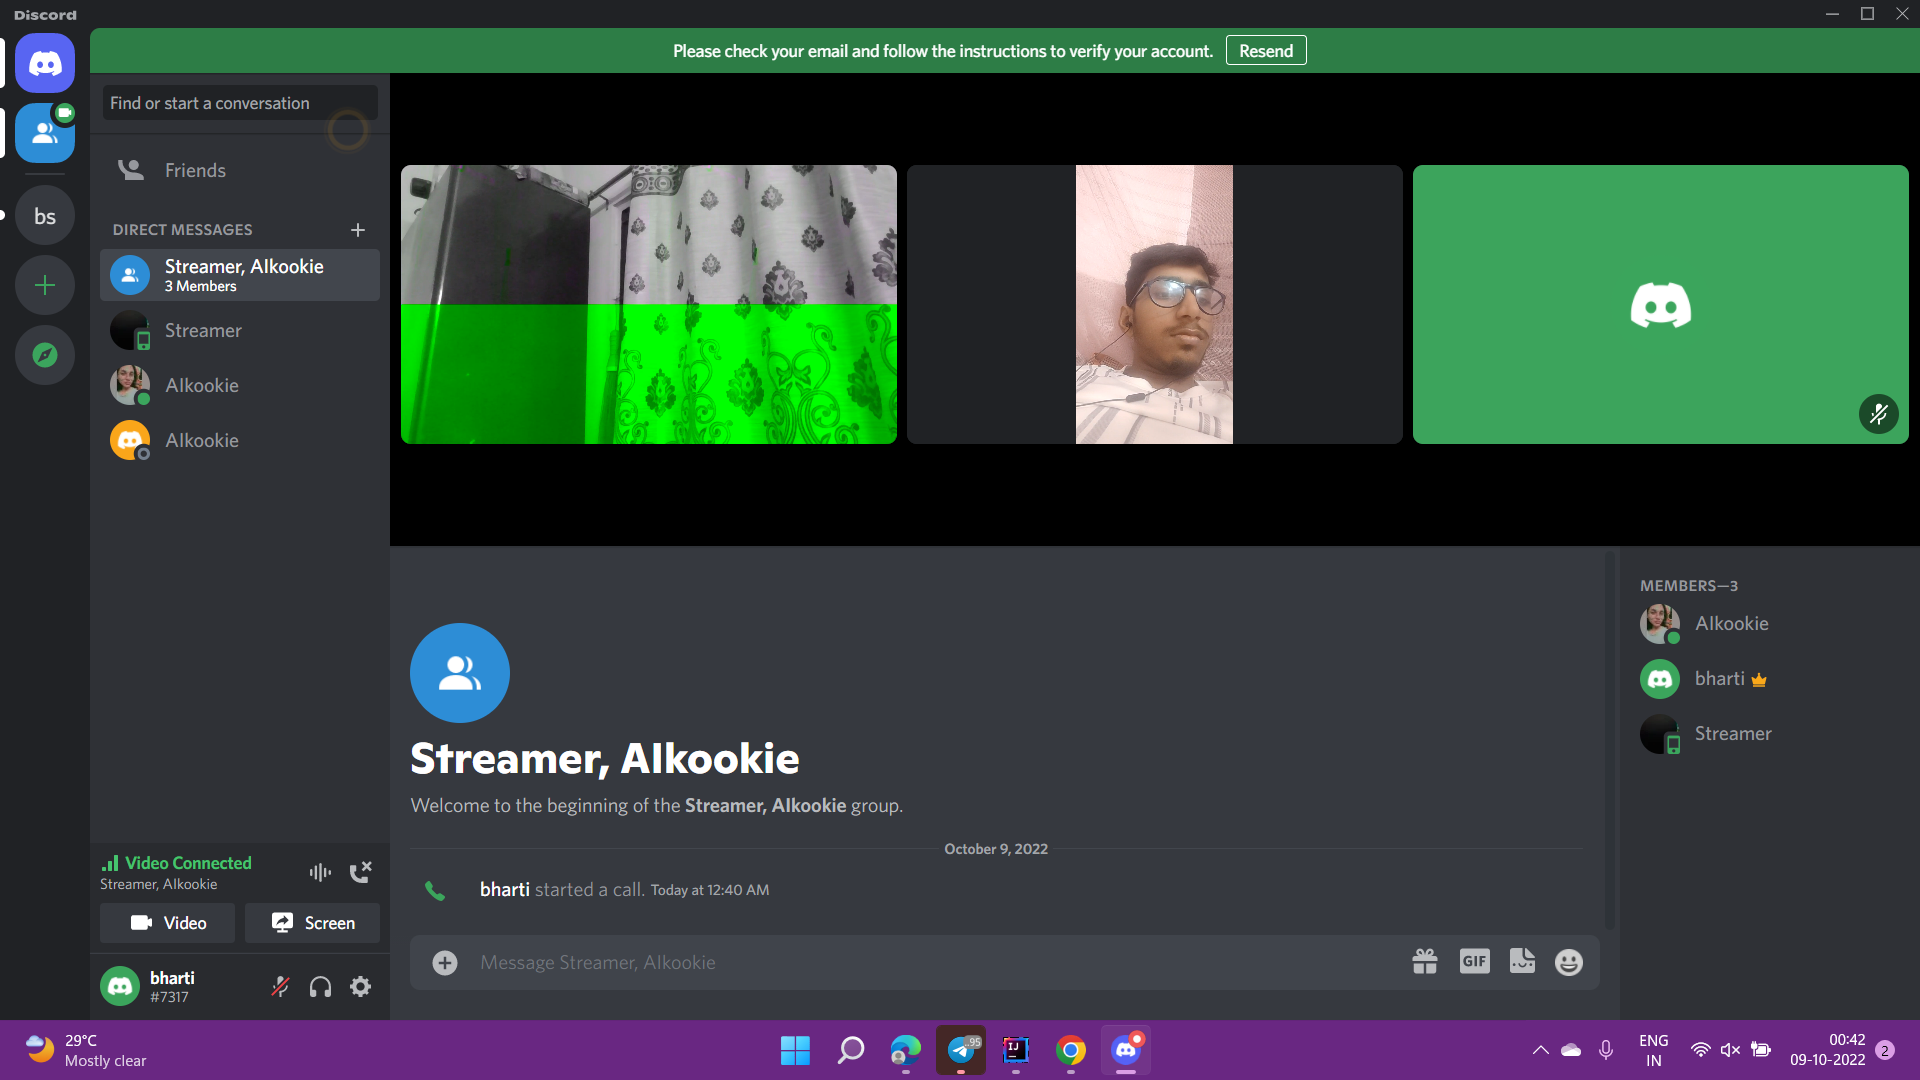 Discord
Please check your email and follow the instructions to verify your account.
Resend
Find or start a conversation
Friends
DIRECT MESSAGES
Streamer, Alkookie
3 Members
Streamer
Alkookie
Alkookie
bs
Video Connected
Streamer, Alkookie
Video
Screen
bharti
#7317
Streamer, Alkookie
Welcome to the beginning of the Streamer, Alkookie group.
October 9, 2022
bharti started a call. Today at 12:40 AM
Message Streamer, Alkookie
GIF
MEMBERS—3
Alkookie
bharti
Streamer
29°C
Mostly clear
..95
IJ
ENG
IN
00:42
09-10-2022
2